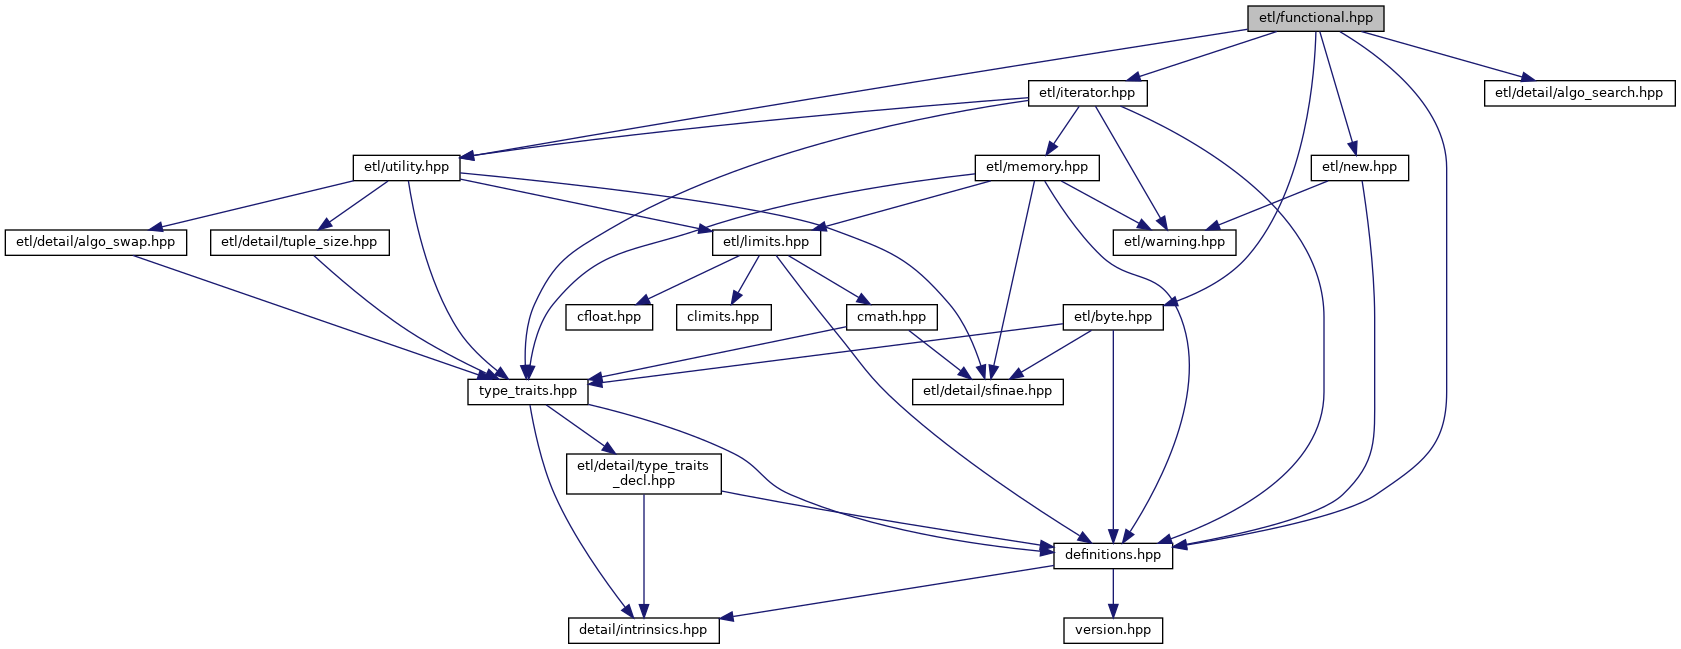 etl/functional.hpp
etl/iterator.hpp
etl/detail/algo_search.hpp
etl/utility.hpp
etl/memory.hpp
etl/new.hpp
etl/detail/algo_swap.hpp
etl/detail/tuple_size.hpp
etl/limits.hpp
etl/warning.hpp
cfloat.hpp
climits.hpp
cmath.hpp
etl/byte.hpp
type_traits.hpp
etl/detail/sfinae.hpp
etl/detail/type_traits
_decl.hpp
definitions.hpp
detail/intrinsics.hpp
version.hpp